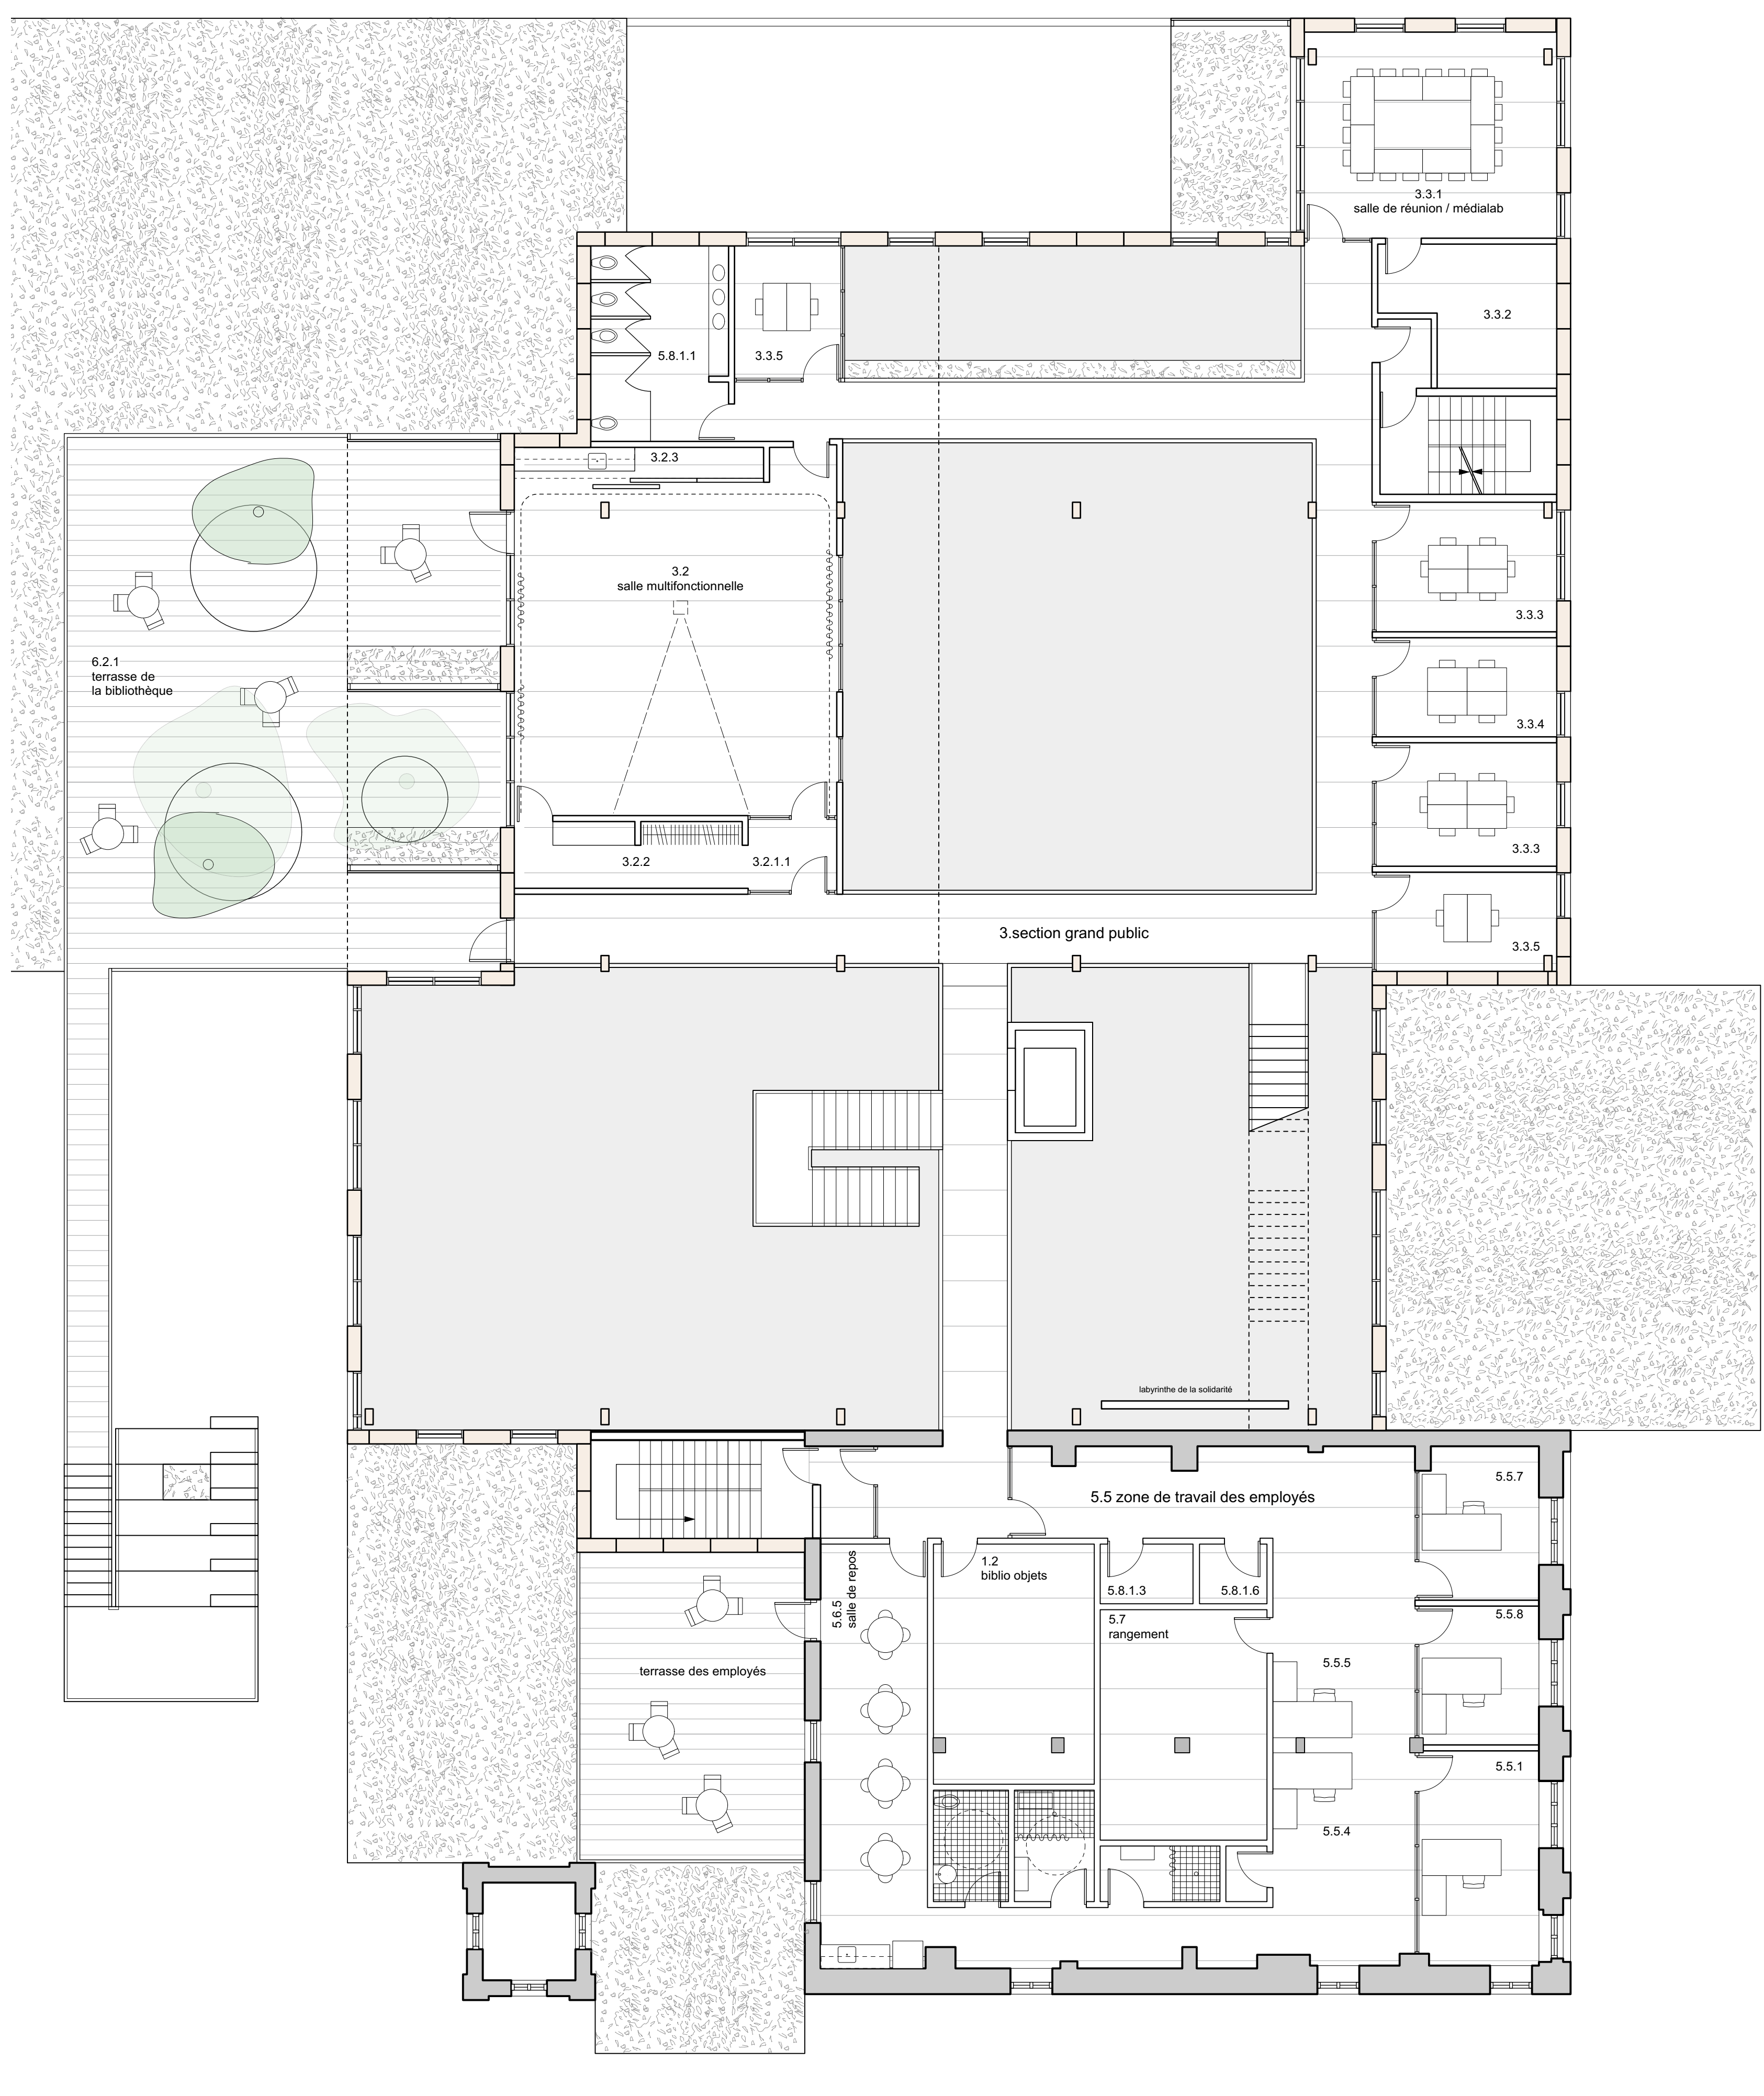 3.3.1
salle de réunion / médialab
3.3.2
5.8.1.1
3.3.5
3.2.3
3.2
salle multifonctionnelle
3.3.3
6.2.1
terrasse de
la bibliothèque
3.3.4
3.3.3
3.2.2
3.2.1.1
3.section grand public
3.3.5
labyrinthe de la solidarité
5.5.7
5.5 zone de travail des employés
1.2
biblio objets
5.6.5
salle de repos
5.8.1.3
5.8.1.6
5.7
rangement
5.5.8
5.5.5
terrasse des employés
5.5.1
5.5.4